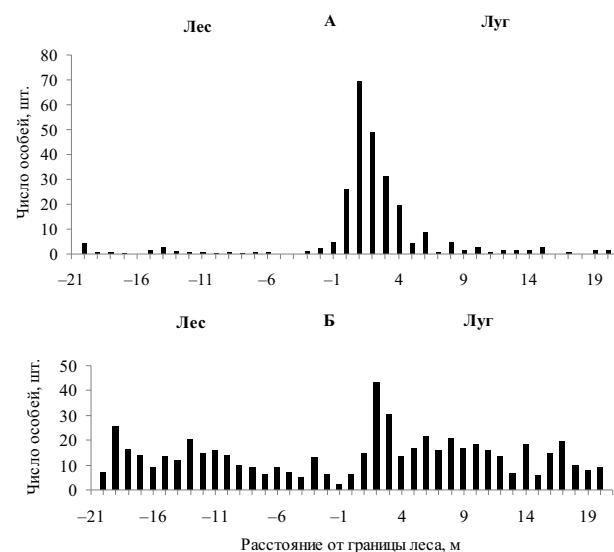 Лес А Луг
Число особей, шт.
80
70
60
50
40
30
20
10
0
–21 –16 –11 –6 –1 4 9 14 19
Лес Б Луг
Число особей, шт.
50
40
30
20
10
0
–21 –16 –11 –6 –1 4 9 14 19
Расстояние от границы леса, м